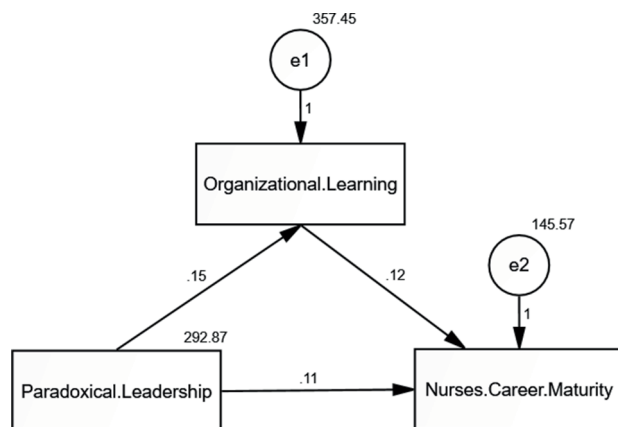 357.45
e1
1
Organizational.Learning
145.57
e2
.15
.12
1
292.87
Paradoxical.Leadership
.11
Nurses.Career.Maturity